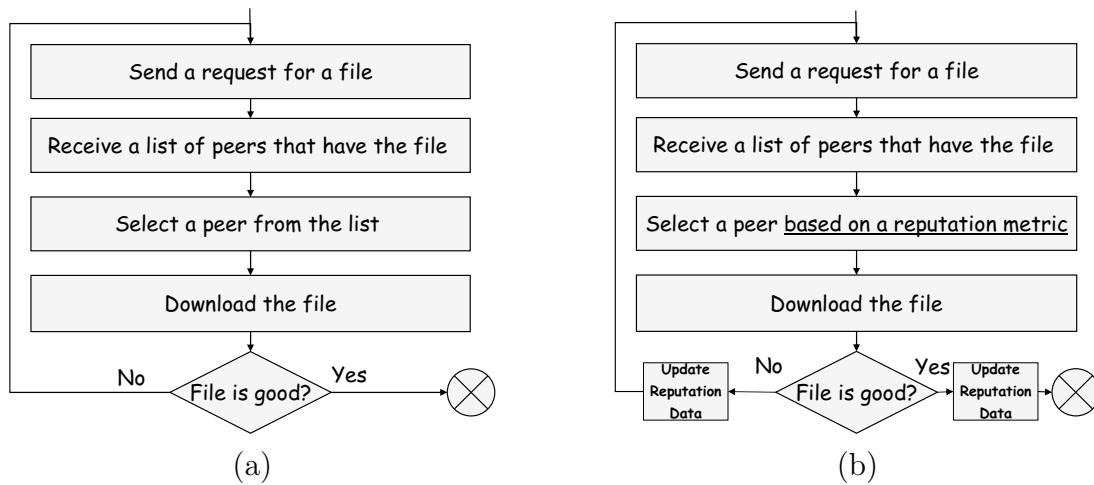 Send a request for a file
Receive a list of peers that have the file
Select a peer from the list
Download the file
No
Yes
File is good?
(a)
Send a request for a file
Receive a list of peers that have the file
Select a peer based on a reputation metric
Download the file
Update
Reputation
Data
No
File is good?
Yes
Update
Reputation
Data
(b)